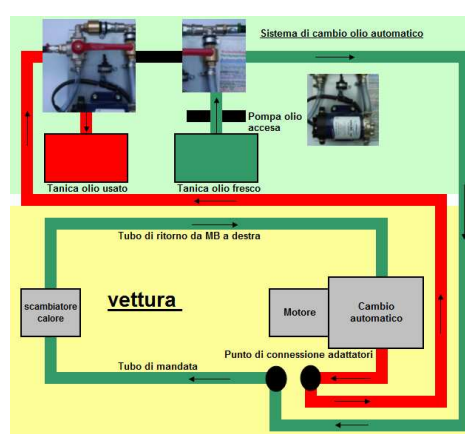 Sistema di cambio olio automatico
Pompa olio
accesa
Tanica olio usato
Tanica olio fresco
Tubo di ritorno da MB a destra
scambiatore
calore
vettura
Motore
Cambio
automatico
Punto di connessione adattatori
Tubo di mandata